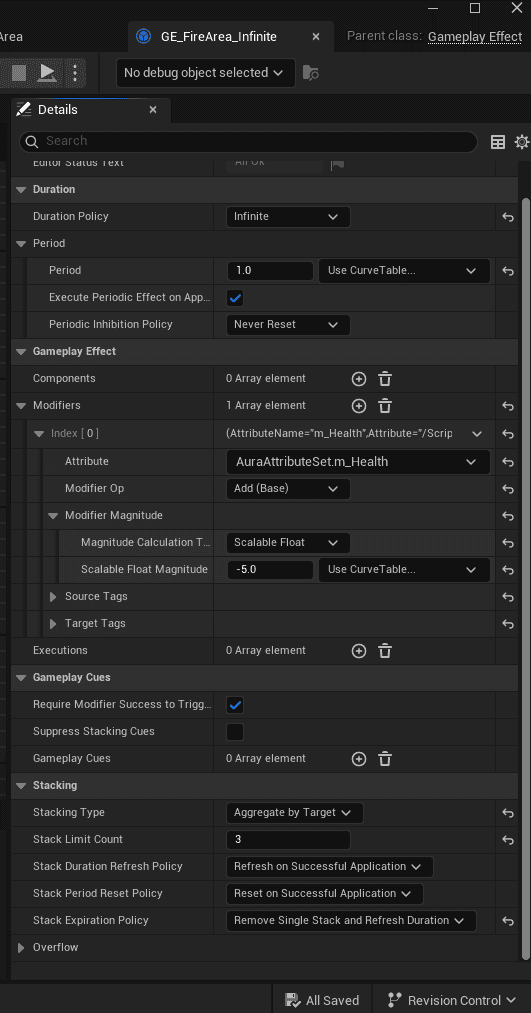 Area
GE_FireArea_Infinite
Parent class: Gameplay Effect
No debug object selected
Details
Search
Editor Status Text
All Ok
Duration
Duration Policy
Infinite
Period
Period
1.0
Use CurveTable...
Execute Periodic Effect on App...
Periodic Inhibition Policy
Never Reset
Gameplay Effect
Components
0 Array element
Modifiers
1 Array element
Index [ 0 ]
(AttributeName="m_Health",Attribute="/Scrip
Attribute
AuraAttributeSet.m_Health
Modifier Op
Add (Base)
Modifier Magnitude
Magnitude Calculation T...
Scalable Float
Scalable Float Magnitude
-5.0
Use CurveTable...
Source Tags
Target Tags
Executions
0 Array element
Gameplay Cues
Require Modifier Success to Trigg...
Suppress Stacking Cues
Gameplay Cues
0 Array element
Stacking
Stacking Type
Aggregate by Target
Stack Limit Count
3
Stack Duration Refresh Policy
Refresh on Successful Application
Stack Period Reset Policy
Reset on Successful Application
Stack Expiration Policy
Remove Single Stack and Refresh Duration
Overflow
All Saved
Revision Control